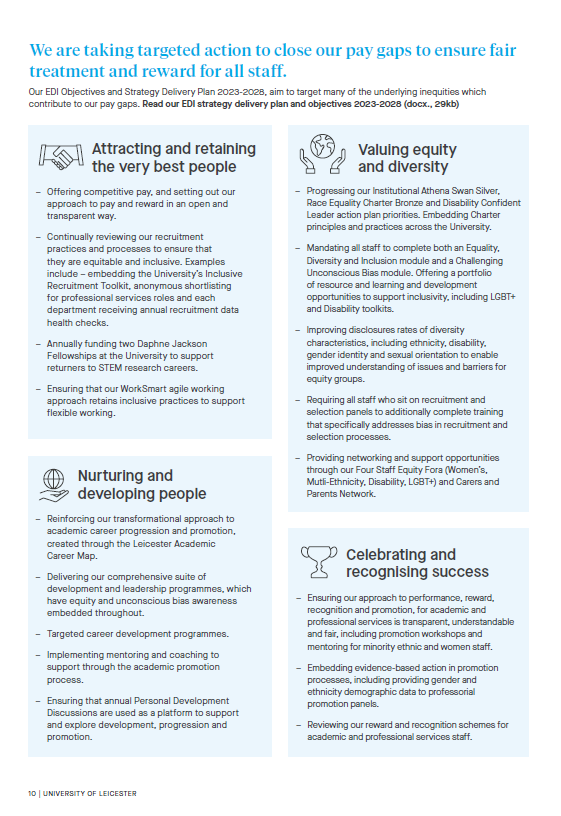 We are taking targeted action to close our pay gaps to ensure fair
treatment and reward for all staff.
Our EDI Objectives and Strategy Delivery Plan 2023-2028, aim to target many of the underlying inequities which
contribute to our pay gaps. Read our EDI strategy delivery plan and objectives 2023-2028 (docx., 29kb)
Attracting and retaining
the very best people
– Offering competitive pay, and setting out our
approach to pay and reward in an open and
transparent way.
– Continually reviewing our recruitment
practices and processes to ensure that
they are equitable and inclusive. Examples
include – embedding the University's Inclusive
Recruitment Toolkit, anonymous shortlisting
for professional services roles and each
department receiving annual recruitment data
health checks.
– Annually funding two Daphne Jackson
Fellowships at the University to support
returners to STEM research careers.
– Ensuring that our WorkSmart agile working
approach retains inclusive practices to support
flexible working.
Nurturing and
developing people
– Reinforcing our transformational approach to
academic career progression and promotion,
created through the Leicester Academic
Career Map.
– Delivering our comprehensive suite of
development and leadership programmes, which
have equity and unconscious bias awareness
embedded throughout.
– Targeted career development programmes.
– Implementing mentoring and coaching to
support through the academic promotion
process.
– Ensuring that annual Personal Development
Discussions are used as a platform to support
and explore development, progression and
promotion.
Valuing equity
and diversity
– Progressing our Institutional Athena Swan Silver,
Race Equality Charter Bronze and Disability Confident
Leader action plan priorities. Embedding Charter
principles and practices across the University.
– Mandating all staff to complete both an Equality,
Diversity and Inclusion module and a Challenging
Unconscious Bias module. Offering a portfolio
of resource and learning and development
opportunities to support inclusivity, including LGBT+
and Disability toolkits.
– Improving disclosures rates of diversity
characteristics, including ethnicity, disability,
gender identity and sexual orientation to enable
improved understanding of issues and barriers for
equity groups.
– Requiring all staff who sit on recruitment and
selection panels to additionally complete training
that specifically addresses bias in recruitment and
selection processes.
– Providing networking and support opportunities
through our Four Staff Equity Fora (Women's,
Mutli-Ethnicity, Disability, LGBT+) and Carers and
Parents Network.
Celebrating and
recognising success
– Ensuring our approach to performance, reward,
recognition and promotion, for academic and
professional services is transparent, understandable
and fair, including promotion workshops and
mentoring for minority ethnic and women staff.
– Embedding evidence-based action in promotion
processes, including providing gender and
ethnicity demographic data to professorial
promotion panels.
– Reviewing our reward and recognition schemes for
academic and professional services staff.
10 | UNIVERSITY OF LEICESTER